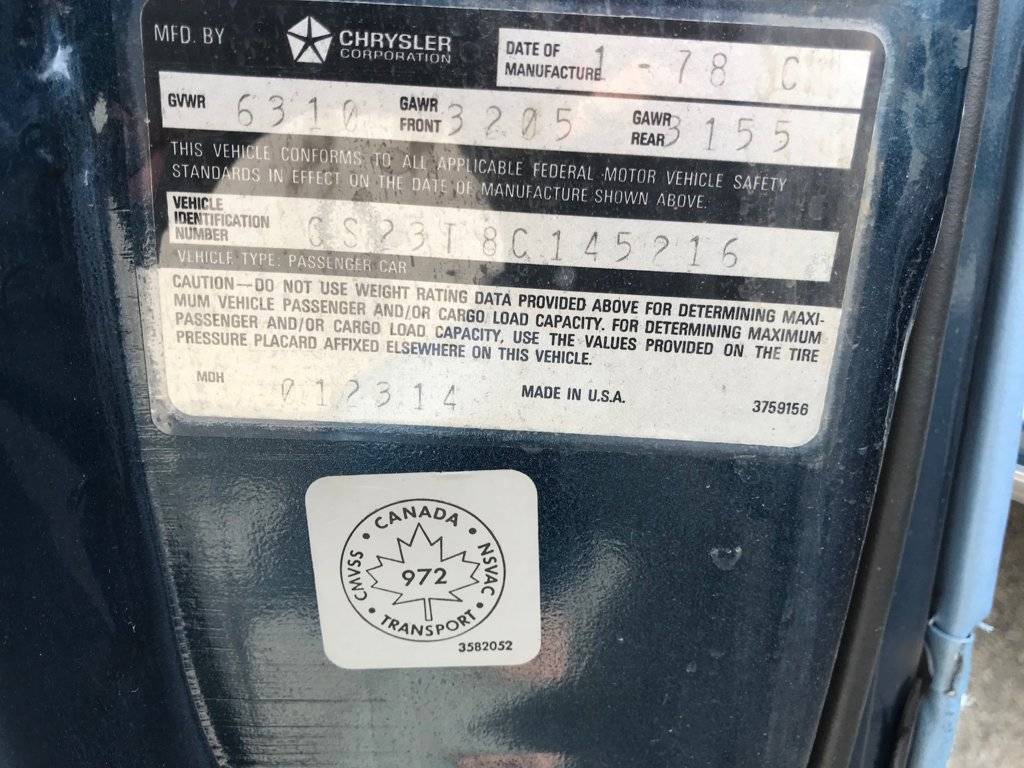 MFD. BY CHRYSLER CORPORATION
DATE OF MANUFACTURE 1-78 C
GVWR 6310 GAWR FRONT 3205 GAWR REAR 3155
THIS VEHICLE CONFORMS TO ALL APPLICABLE FEDERAL MOTOR VEHICLE SAFETY
STANDARDS IN EFFECT ON THE DATE OF MANUFACTURE SHOWN ABOVE.
VEHICLE IDENTIFICATION NUMBER CS23T8C145216
VEHICLE TYPE: PASSENGER CAR
CAUTION—DO NOT USE WEIGHT RATING DATA PROVIDED ABOVE FOR DETERMINING MAXI-
MUM VEHICLE PASSENGER AND/OR CARGO LOAD CAPACITY. FOR DETERMINING MAXIMUM
PASSENGER AND/OR CARGO LOAD CAPACITY, USE THE VALUES PROVIDED ON THE TIRE
PRESSURE PLACARD AFFIXED ELSEWHERE ON THIS VEHICLE.
MDH 012314 MADE IN U.S.A. 3759156
CANADA
CMVSS 972 NSVAC
TRANSPORT
3582052